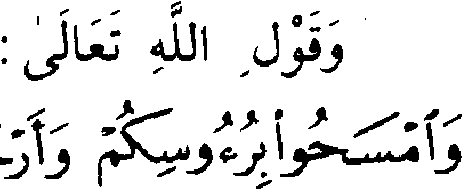 وَقَوْلِ اللَّهِ تَعَالَى :
وَٱمْسَحُوا۟ بِرُءُوسِكُمْ